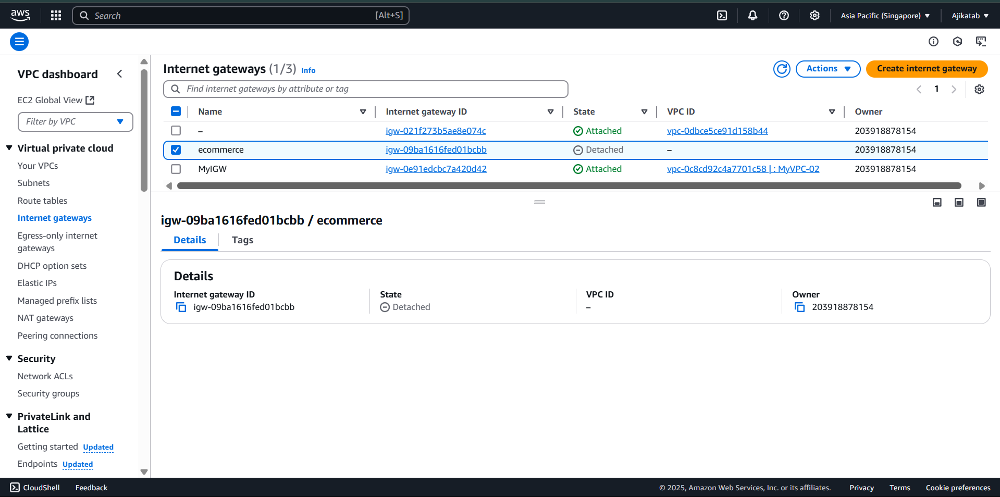 aws
Search [Alt+S]
Asia Pacific (Singapore)
Ajikatab
VPC dashboard
EC2 Global View
Filter by VPC
Virtual private cloud
Your VPCs
Subnets
Route tables
Internet gateways
Egress-only internet
gateways
DHCP option sets
Elastic IPs
Managed prefix lists
NAT gateways
Peering connections
Security
Network ACLs
Security groups
PrivateLink and
Lattice
Getting started Updated
Endpoints Updated
Internet gateways (1/3) Info
Actions
Create internet gateway
Find internet gateways by attribute or tag
1
Name Internet gateway ID State VPC ID Owner
– igw-021f273b5ae8e074c Attached vpc-0dbce5ce91d158b44 203918878154
ecommerce igw-09ba1616fed01bcbb Detached – 203918878154
MyIGW igw-0e91edcbc7a420d42 Attached vpc-0c8cd92c4a7701c58 | : MyVPC-02 203918878154
igw-09ba1616fed01bcbb / ecommerce
Details Tags
Details
Internet gateway ID State VPC ID Owner
igw-09ba1616fed01bcbb Detached – 203918878154
CloudShell Feedback © 2025, Amazon Web Services, Inc. or its affiliates. Privacy Terms Cookie preferences